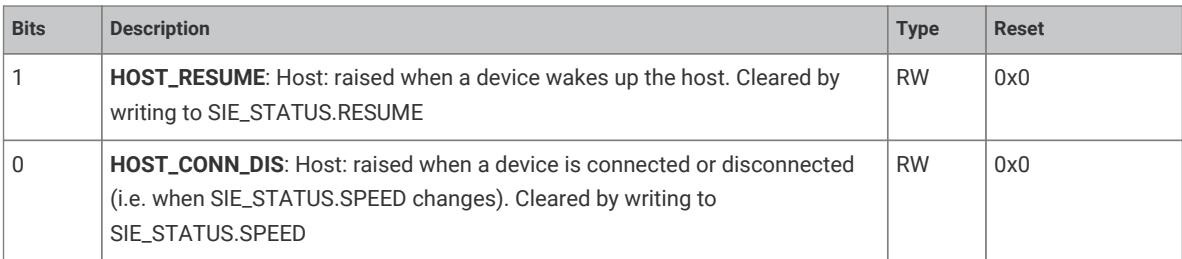 Bits Description Type Reset
1 HOST_RESUME: Host: raised when a device wakes up the host. Cleared by RW 0x0
writing to SIE_STATUS.RESUME
0 HOST_CONN_DIS: Host: raised when a device is connected or disconnected RW 0x0
(i.e. when SIE_STATUS.SPEED changes). Cleared by writing to
SIE_STATUS.SPEED